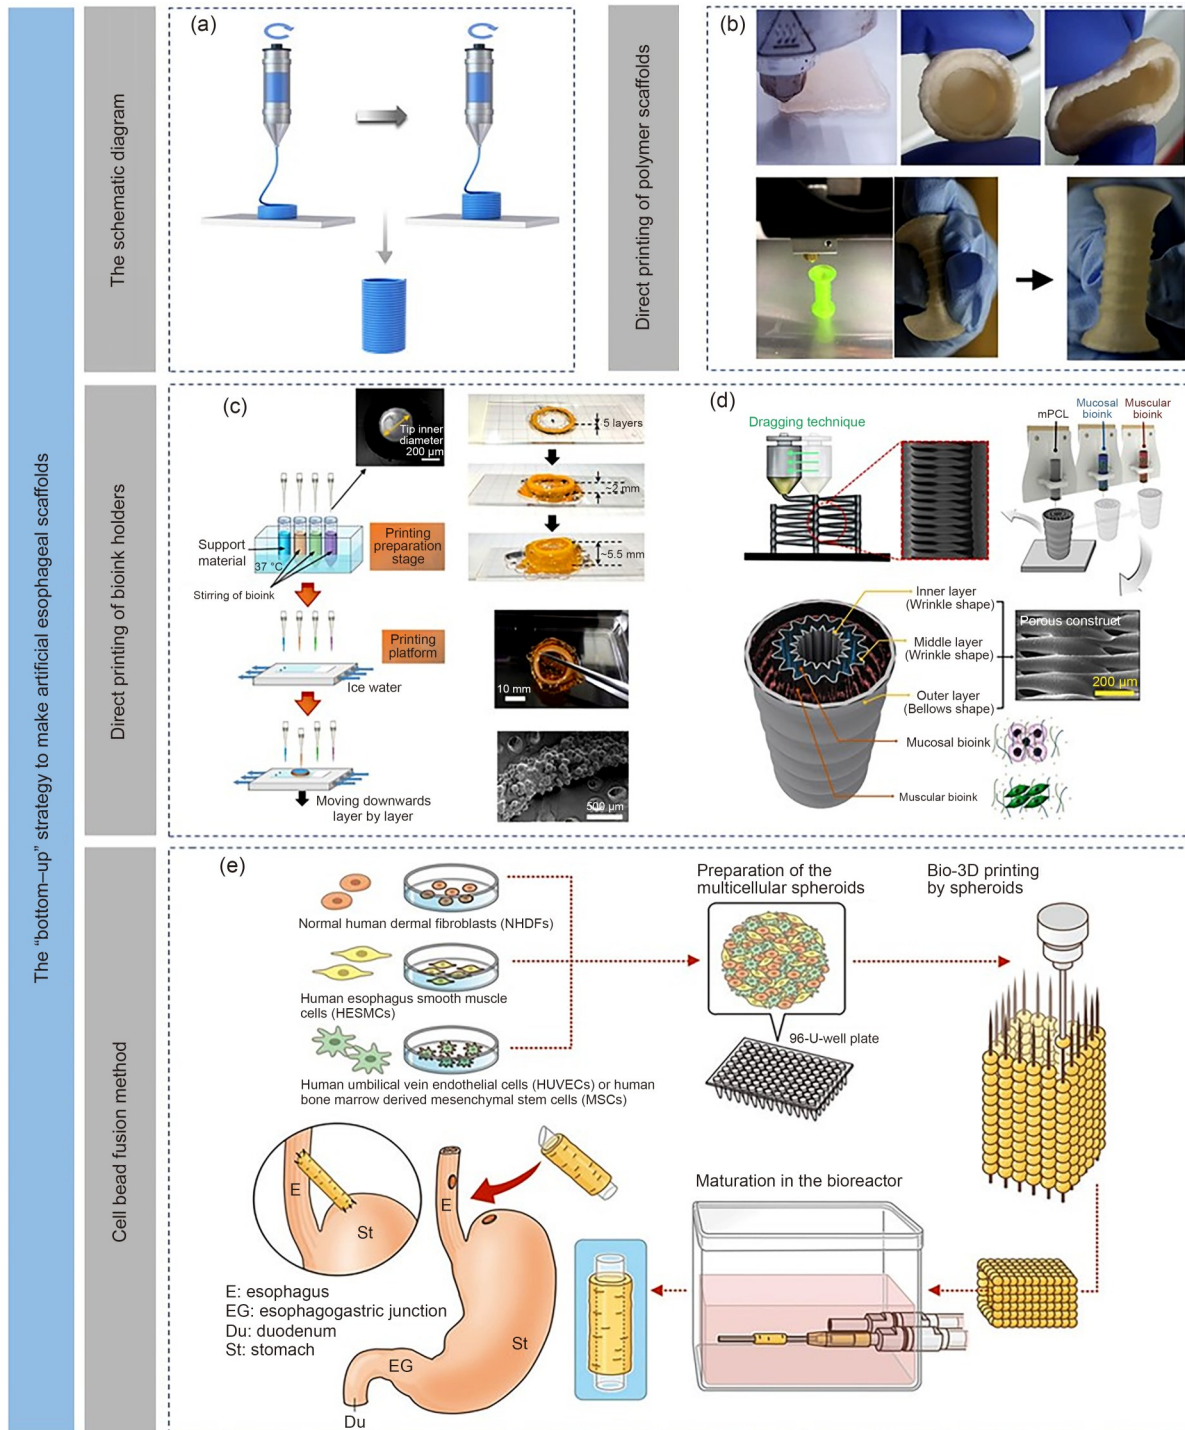 The "bottom–up" strategy to make artificial esophageal scaffolds
The schematic diagram
(a)
Direct printing of polymer scaffolds
(b)
Direct printing of bioink holders
(c)
Tip inner
diameter
200 μm
5 layers
~2 mm
~5.5 mm
Support
material
37 °C
Stirring of bioink
Printing
preparation
stage
Printing
platform
Ice water
10 mm
Moving downwards
layer by layer
500 μm
(d)
Dragging technique
mPCL
Mucosal
bioink
Muscular
bioink
Inner layer
(Wrinkle shape)
Middle layer
(Wrinkle shape)
Outer layer
(Bellows shape)
Mucosal bioink
Muscular bioink
Porous construct
200 μm
Cell bead fusion method
(e)
Normal human dermal fibroblasts (NHDFs)
Human esophagus smooth muscle
cells (HESMCs)
Human umbilical vein endothelial cells (HUVECs) or human
bone marrow derived mesenchymal stem cells (MSCs)
Preparation of the
multicellular spheroids
96-U-well plate
Bio-3D printing
by spheroids
Maturation in the bioreactor
E
St
E
St
EG
Du
E: esophagus
EG: esophagogastric junction
Du: duodenum
St: stomach